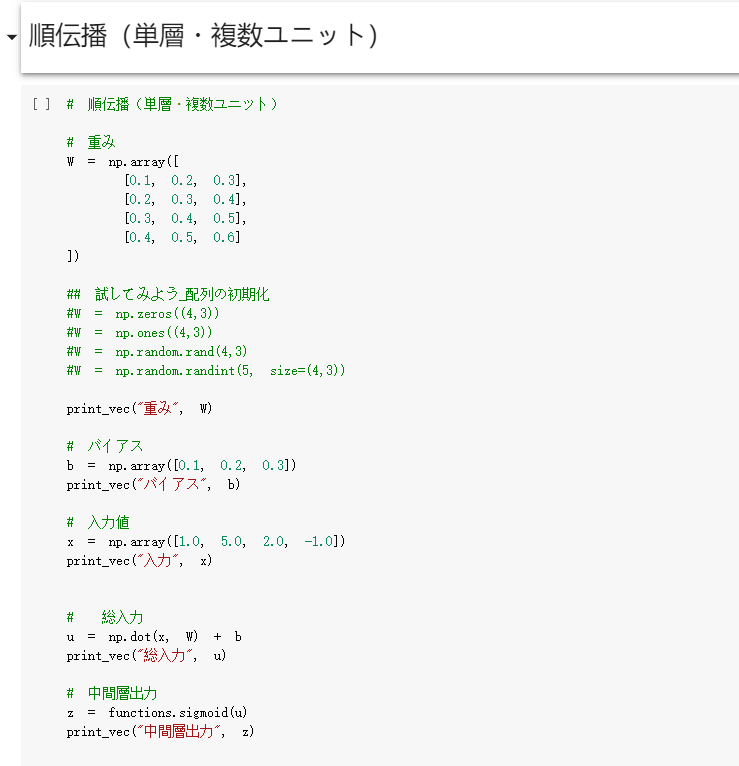 順伝播（単層・複数ユニット）
[ ] # 順伝播（単層・複数ユニット）
# 重み
W = np.array([
[0.1, 0.2, 0.3],
[0.2, 0.3, 0.4],
[0.3, 0.4, 0.5],
[0.4, 0.5, 0.6]
])
## 試してみよう_配列の初期化
#W = np.zeros((4,3))
#W = np.ones((4,3))
#W = np.random.rand(4,3)
#W = np.random.randint(5, size=(4,3))
print_vec("重み", W)
# バイアス
b = np.array([0.1, 0.2, 0.3])
print_vec("バイアス", b)
# 入力値
x = np.array([1.0, 5.0, 2.0, -1.0])
print_vec("入力", x)
# 総入力
u = np.dot(x, W) + b
print_vec("総入力", u)
# 中間層出力
z = functions.sigmoid(u)
print_vec("中間層出力", z)